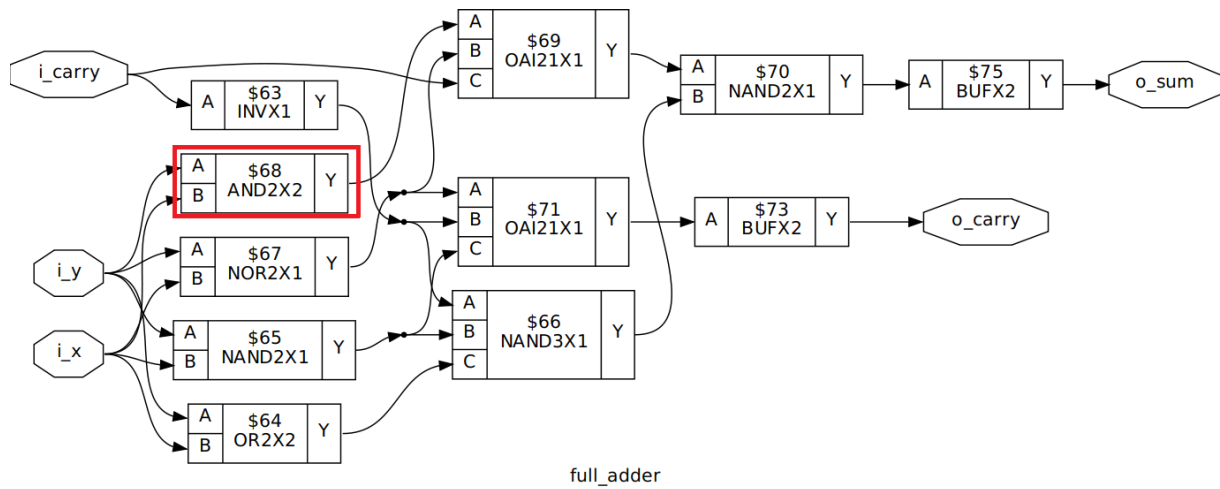 i_carry
A
B
C
$69
OAI21X1
Y
A
$63
INVX1
Y
A
B
$70
NAND2X1
Y
A
$75
BUFX2
Y
o_sum
A
B
$68
AND2X2
Y
A
B
C
$71
OAI21X1
Y
A
$73
BUFX2
Y
o_carry
i_y
A
B
$67
NOR2X1
Y
i_x
A
B
$65
NAND2X1
Y
A
B
C
$66
NAND3X1
Y
A
B
$64
OR2X2
Y
full_adder